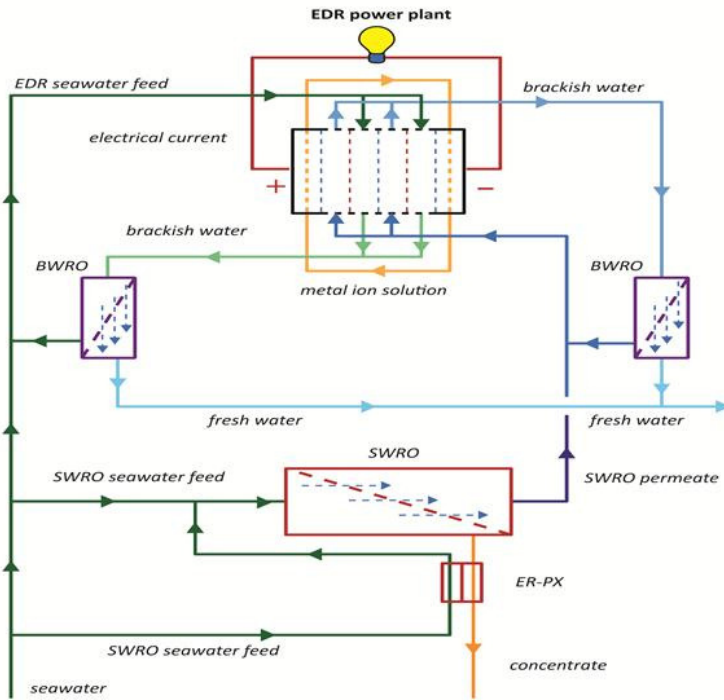 EDR power plant
EDR seawater feed
brackish water
electrical current
+
−
brackish water
BWRO
BWRO
metal ion solution
fresh water
fresh water
SWRO
SWRO seawater feed
SWRO permeate
ER-PX
SWRO seawater feed
concentrate
seawater